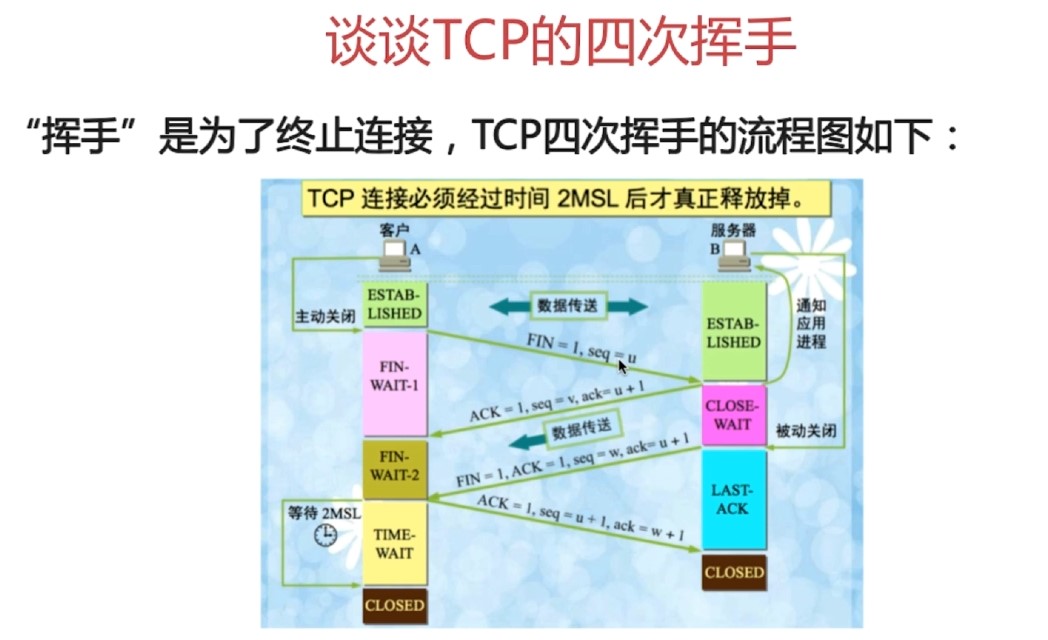 谈谈TCP的四次挥手
“挥手”是为了终止连接，TCP四次挥手的流程图如下：
TCP 连接必须经过时间 2MSL 后才真正释放掉。
客户
A
服务器
B
主动关闭
ESTAB-
LISHED
数据传送
ESTAB-
LISHED
通知
应用
进程
FIN = 1, seq = u
FIN-
WAIT-1
ACK = 1, seq = v, ack= u + 1
CLOSE-
WAIT
被动关闭
数据传送
FIN-
WAIT-2
FIN = 1, ACK = 1, seq = w, ack= u + 1
LAST-
ACK
等待 2MSL
ACK = 1, seq = u + 1, ack = w + 1
TIME-
WAIT
CLOSED
CLOSED